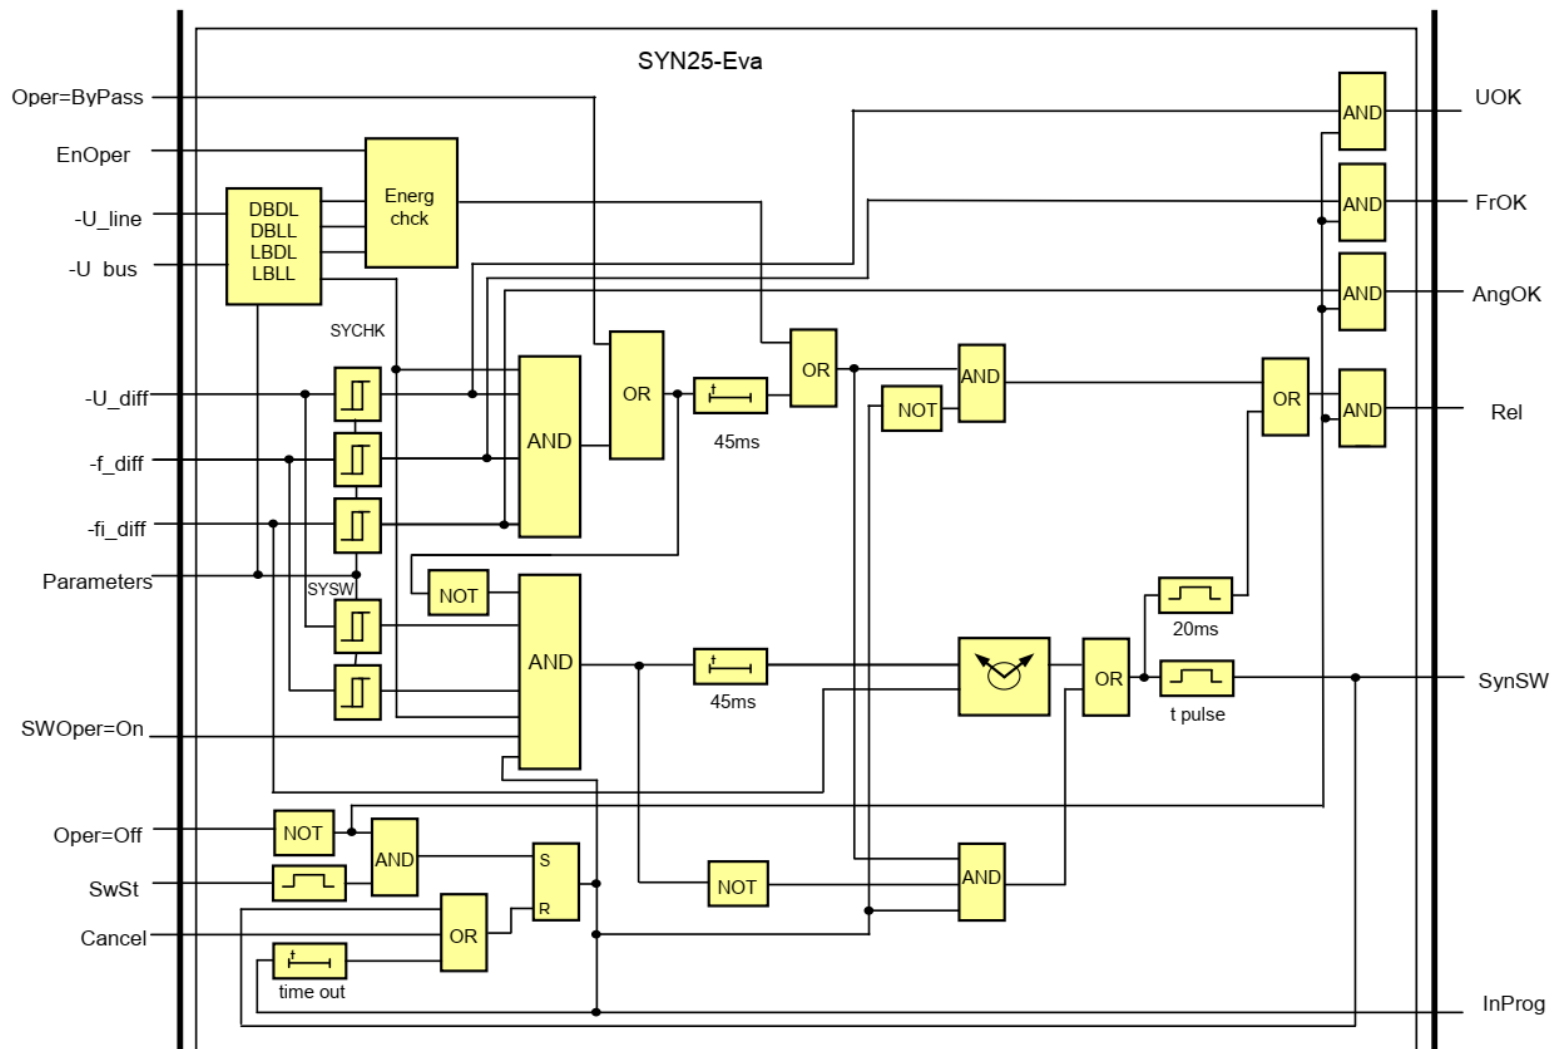 SYN25-Eva
Oper=ByPass
UOK
AND
EnOper
Energ
chck
AND
FrOK
-U_line
DBDL
DBLL
LBDL
LBLL
-U bus
AND
AngOK
SYCHK
OR
AND
-U_diff
OR
t
NOT
OR
AND
Rel
45ms
AND
-f_diff
-fi_diff
Parameters
SYSW
NOT
20ms
AND
t
45ms
OR
SynSW
t pulse
SWOper=On
Oper=Off
NOT
AND
S
R
SwSt
NOT
AND
Cancel
OR
t
time out
InProg